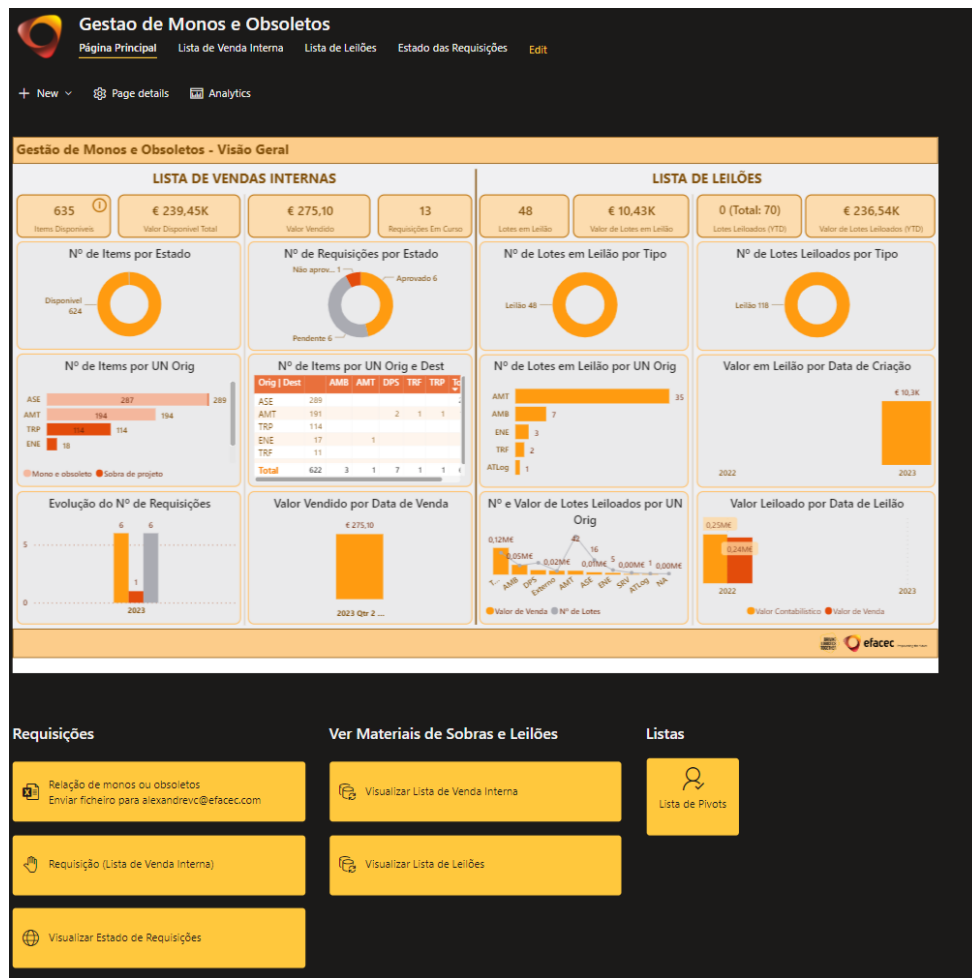 Gestao de Monos e Obsoletos
Página Principal Lista de Venda Interna Lista de Leilões Estado das Requisições Edit
New Page details Analytics
Gestão de Monos e Obsoletos - Visão Geral
LISTA DE VENDAS INTERNAS
635
Items Disponiveis
€ 239,45K
Valor Disponivel Total
€ 275,10
Valor Vendido
13
Requisições Em Curso
LISTA DE LEILÕES
48
Lotes em Leilão
€ 10,43K
Valor de Lotes em Leilão
0 (Total: 70)
Lotes Leiloados (YTD)
€ 236,54K
Valor de Lotes Leiloados (YTD)
Nº de Items por Estado
Disponível
624
Nº de Requisições por Estado
Não aprov... 1
Aprovado 6
Pendente 6
Nº de Lotes em Leilão por Tipo
Leilão 48
Nº de Lotes Leiloados por Tipo
Leilão 118
Nº de Items por UN Orig
ASE 287 289
AMT 194 194
TRP 114 114
ENE 18
Mono e obsoleto Sobra de projeto
Nº de Items por UN Orig e Dest
Orig | Dest AMB AMT DPS TRF TRP
ASE 289
AMT 191 2 1 1
TRP 114
ENE 17 1
TRF 11
Total 622 3 1 7 1 1
Nº de Lotes em Leilão por UN Orig
AMT 35
AMB 7
ENE 3
TRF 2
ATLog 1
Valor em Leilão por Data de Criação
€ 10,3K
2022 2023
Evolução do Nº de Requisições
6 6
5
1
0
2023
Valor Vendido por Data de Venda
€ 275,10
2023 Qtr 2 ...
Nº e Valor de Lotes Leiloados por UN
Orig
0,12M€
0,05M€
0,02M€
42
0,01M€
16
5
0,00M€
1
0,00M€
T... AMB DPS Externo AMT ASE ENE SRV ATLog NA
Valor de Venda Nº de Lotes
Valor Leiloado por Data de Leilão
0,25M€
0,24M€
2022 2023
Valor Contabilístico Valor de Venda
efacec
Requisições
Relação de monos ou obsoletos
Enviar ficheiro para alexandrevc@efacec.com
Requisição (Lista de Venda Interna)
Visualizar Estado de Requisições
Ver Materiais de Sobras e Leilões
Visualizar Lista de Venda Interna
Visualizar Lista de Leilões
Listas
Lista de Pivots